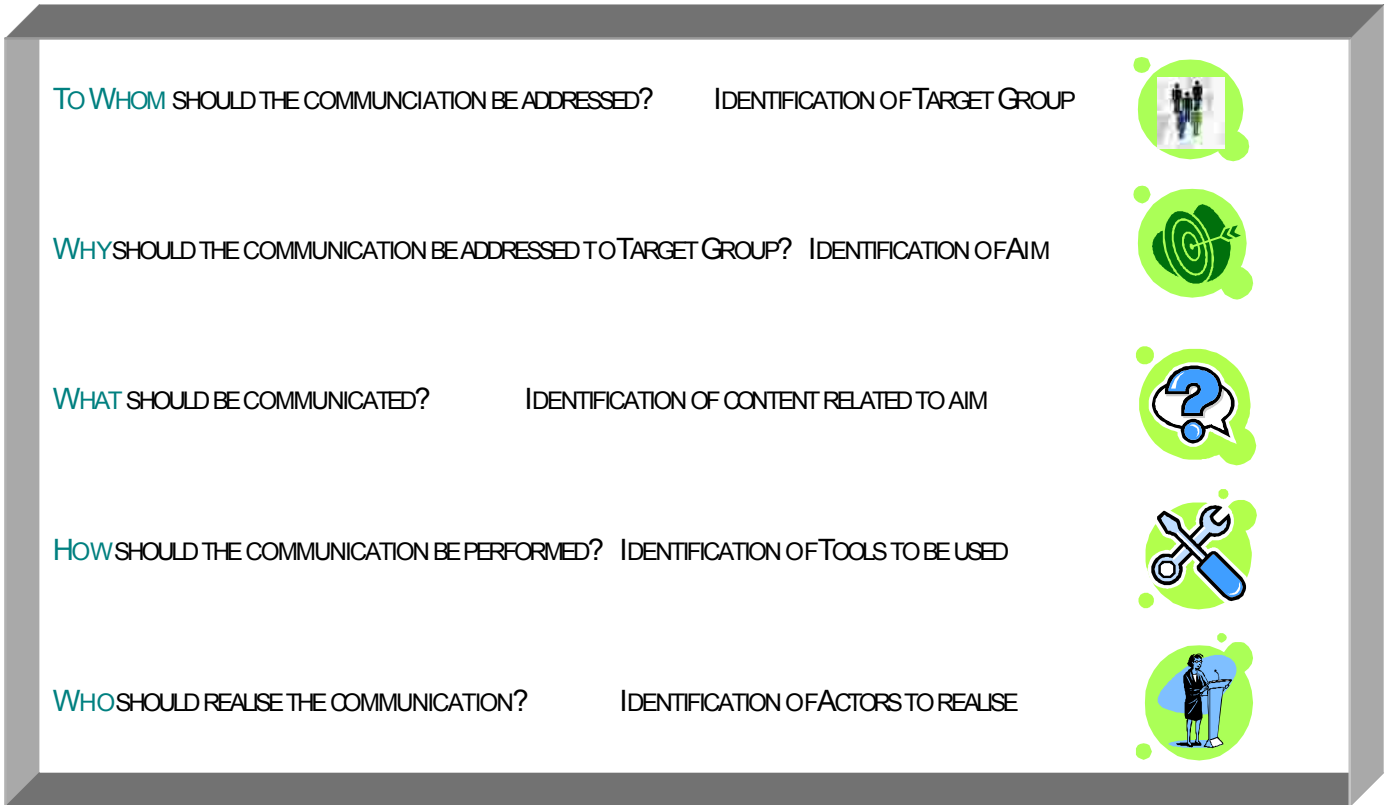 TO WHOM SHOULD THE COMMUNCIATION BE ADDRESSED? IDENTIFICATION OF TARGET GROUP
WHY SHOULD THE COMMUNICATION BE ADDRESSED TO TARGET GROUP? IDENTIFICATION OF AIM
WHAT SHOULD BE COMMUNICATED? IDENTIFICATION OF CONTENT RELATED TO AIM
HOW SHOULD THE COMMUNICATION BE PERFORMED? IDENTIFICATION OF TOOLS TO BE USED
WHO SHOULD REALISE THE COMMUNICATION? IDENTIFICATION OF ACTORS TO REALISE